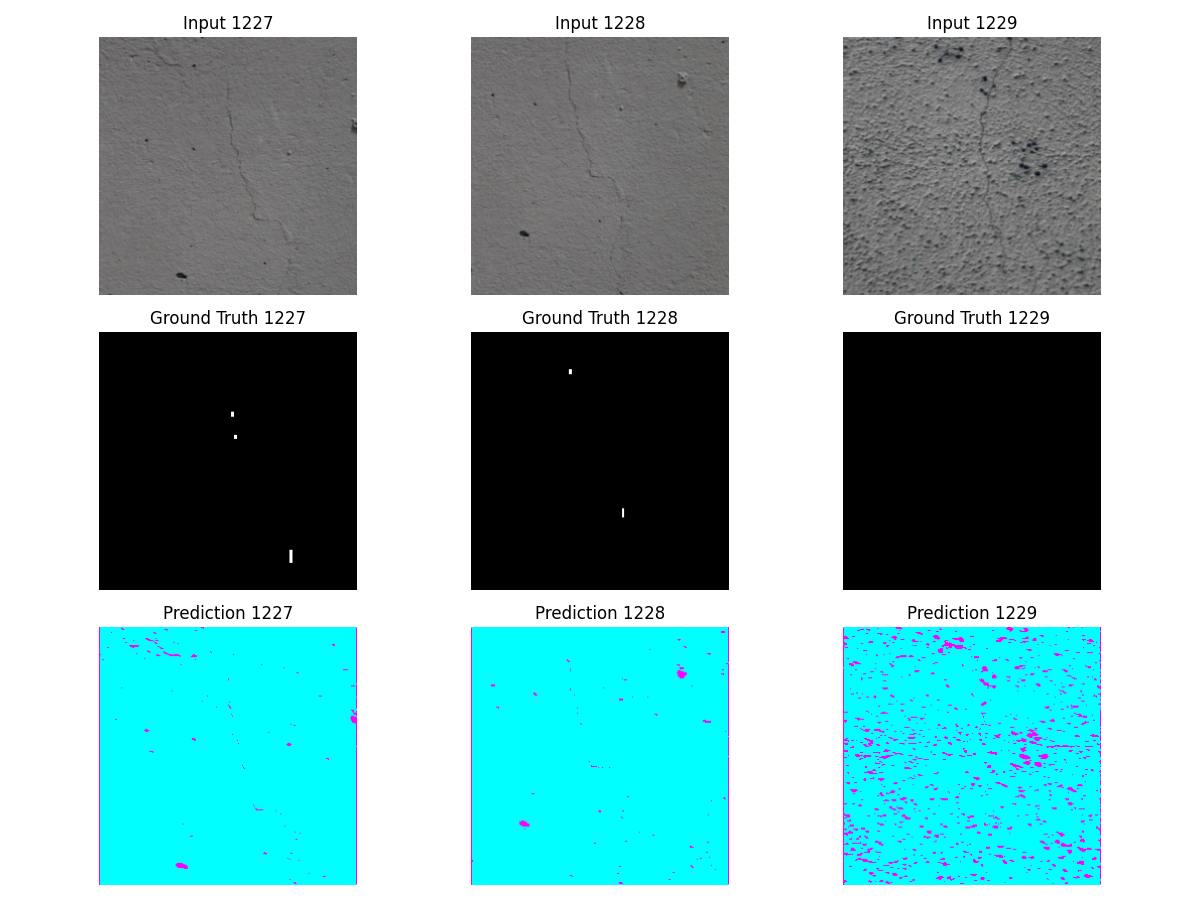 Input 1227
Input 1228
Input 1229
Ground Truth 1227
Ground Truth 1228
Ground Truth 1229
Prediction 1227
Prediction 1228
Prediction 1229